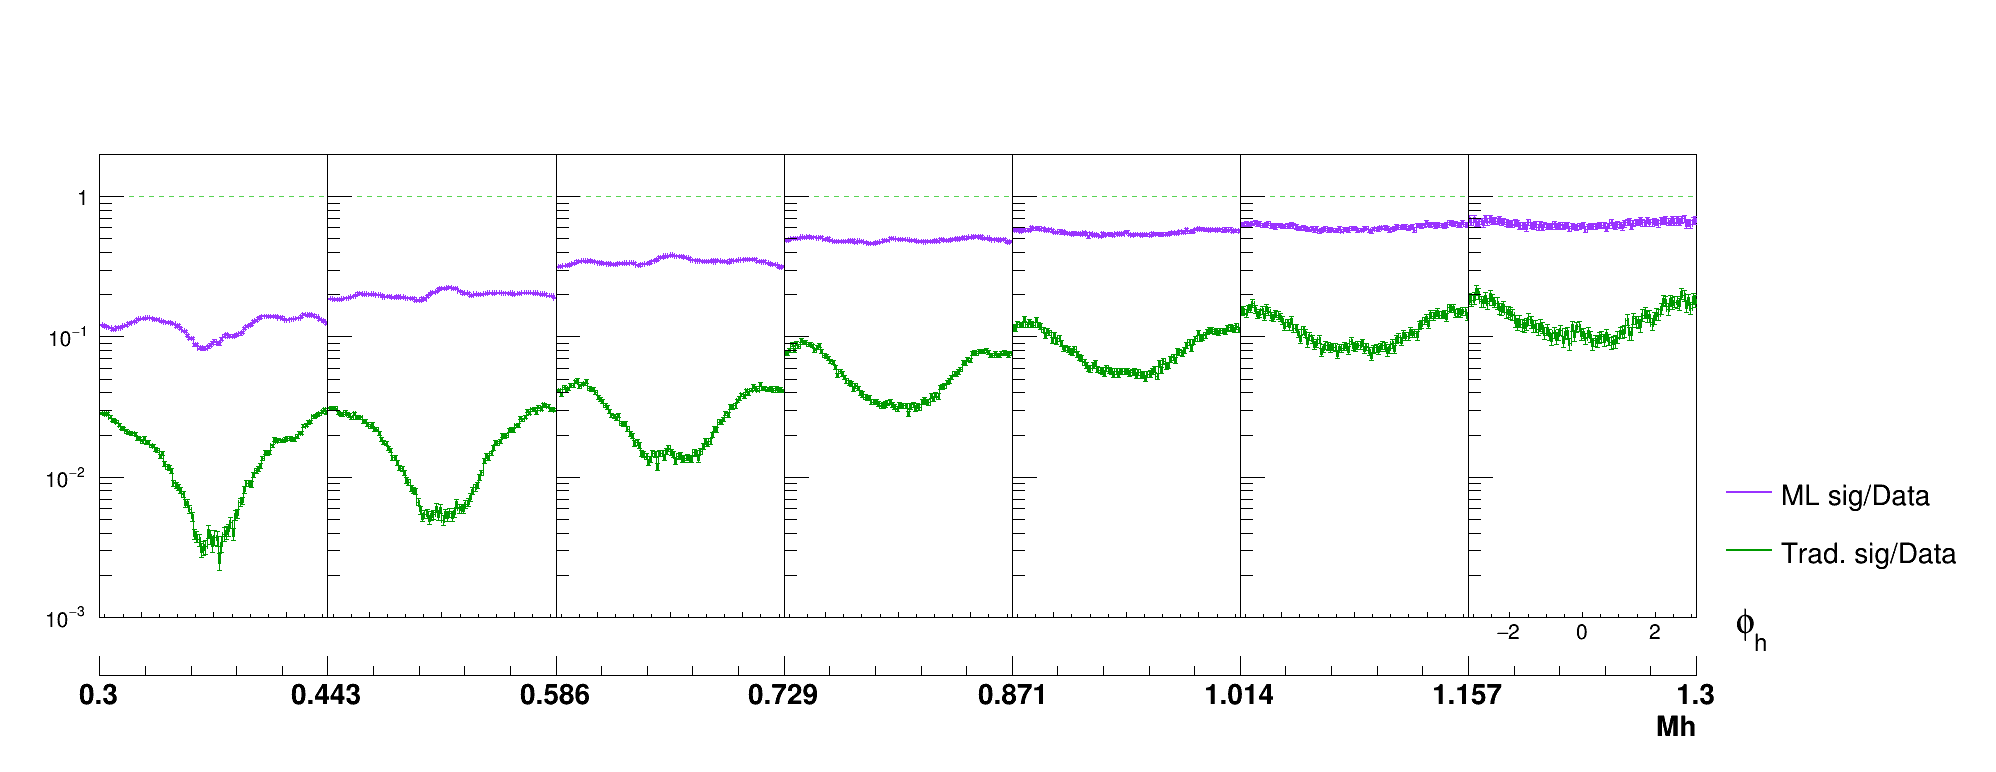 1
10⁻¹
10⁻²
10⁻³
ML sig/Data
Trad. sig/Data
−2 0 2
ϕh
0.3 0.443 0.586 0.729 0.871 1.014 1.157 1.3
Mh